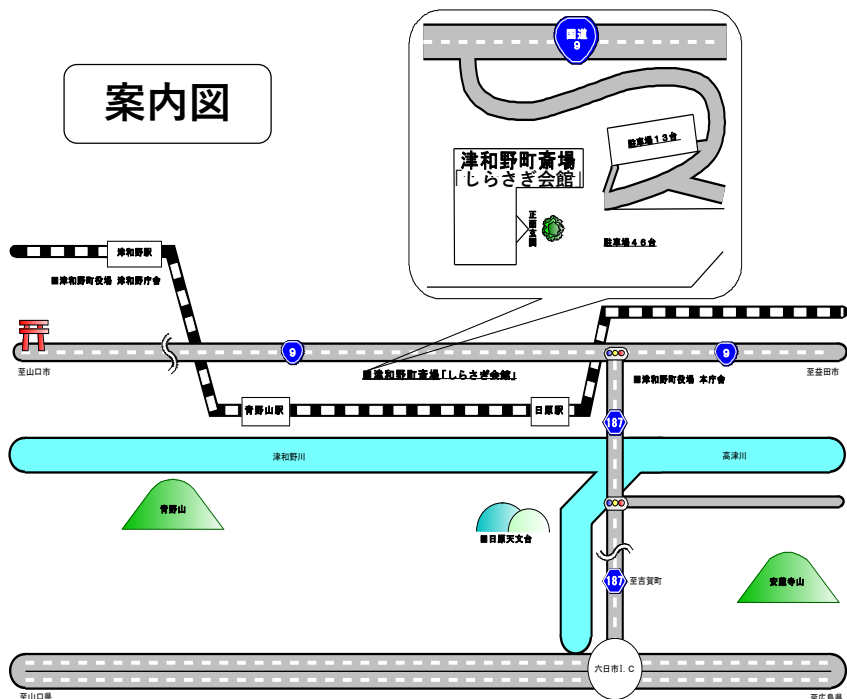 案内図
国道
9
駐車場13台
津和野町斎場
「しらさぎ会館」
正面玄関
駐車場46台
津和野駅
■津和野町役場 津和野庁舎
9
9
至山口市
■津和野町斎場「しらさぎ会館」
■津和野町役場 本庁舎
至益田市
青野山駅
日原駅
187
津和野川
高津川
青野山
■日原天文台
187
至吉賀町
安蔵寺山
六日市I.C
至山口県
至広島県